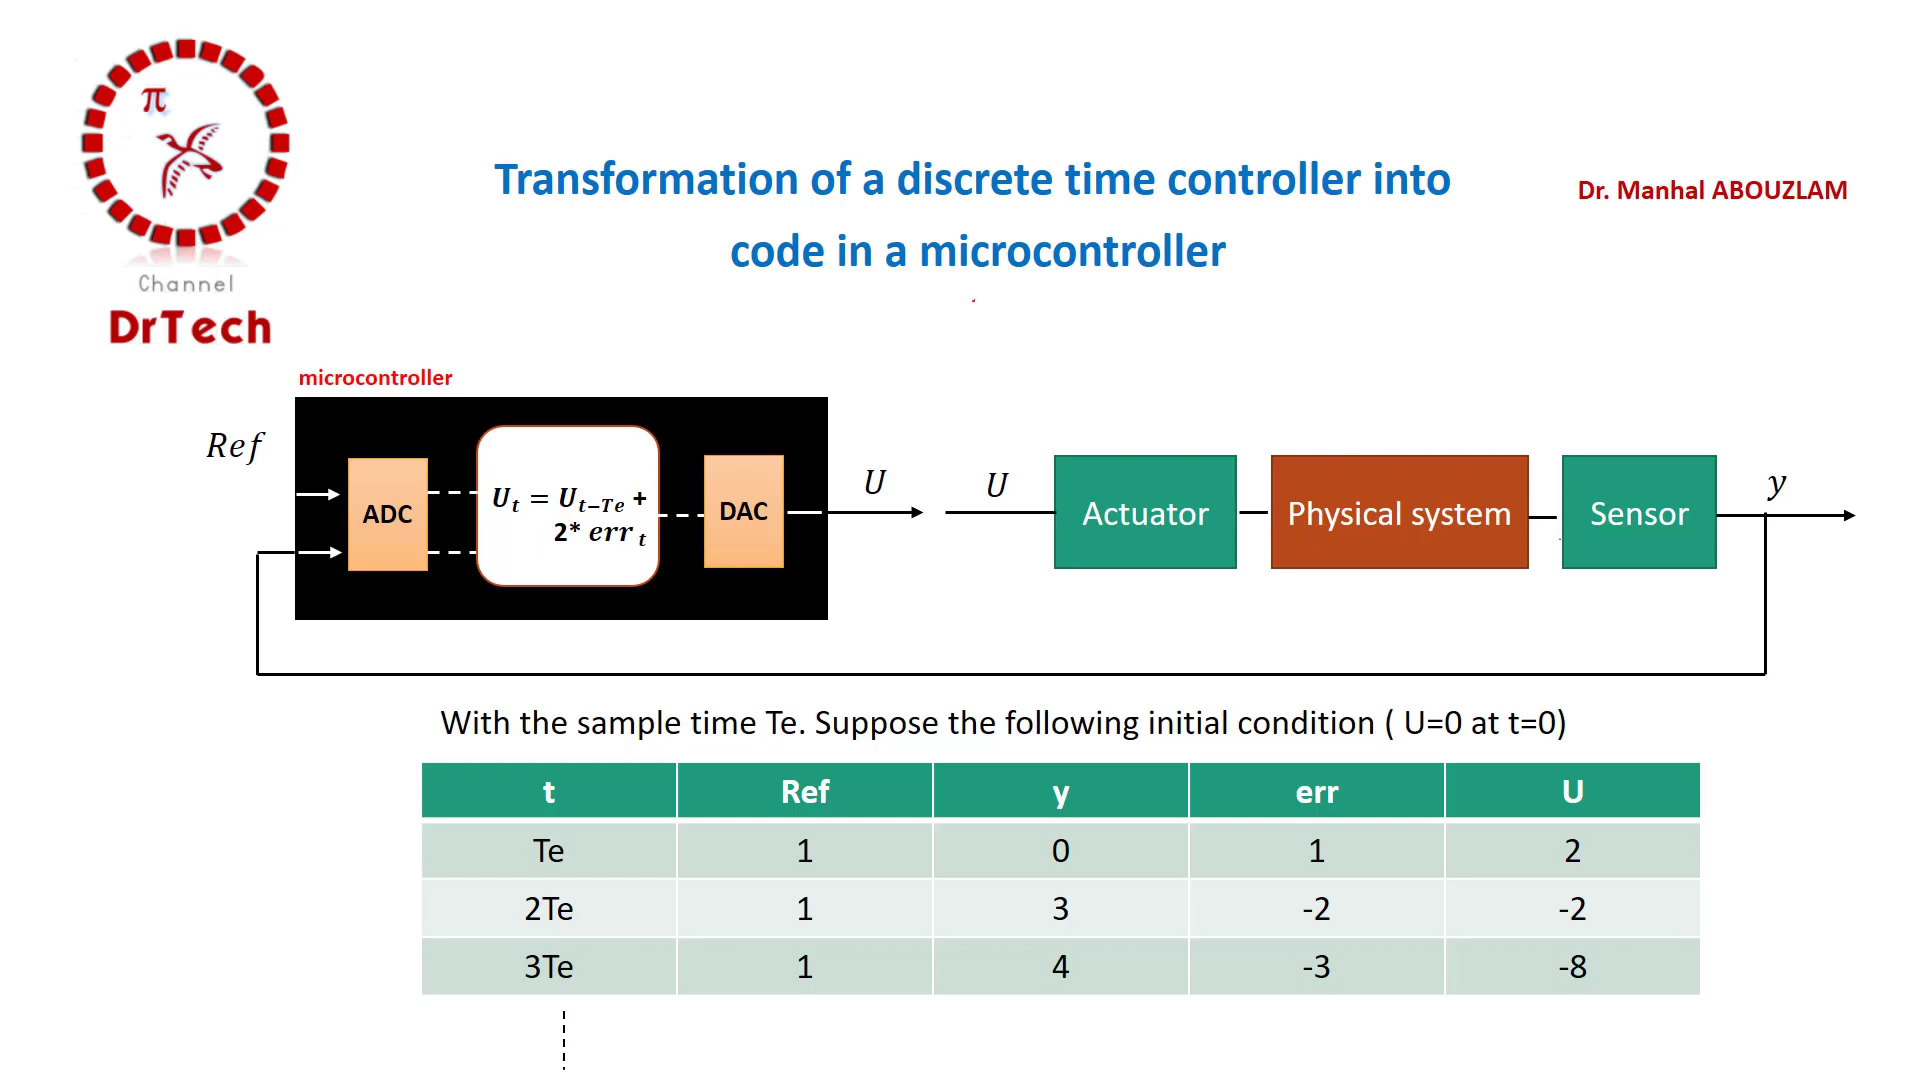 π
Channel
DrTech
Transformation of a discrete time controller into
code in a microcontroller
Dr. Manhal ABOUZLAM
microcontroller
Ref
ADC
U_t = U_{t-Te} +
2* err_t
DAC
U
U
Actuator
Physical system
Sensor
y
With the sample time Te. Suppose the following initial condition ( U=0 at t=0)
t Ref y err U
Te 1 0 1 2
2Te 1 3 -2 -2
3Te 1 4 -3 -8